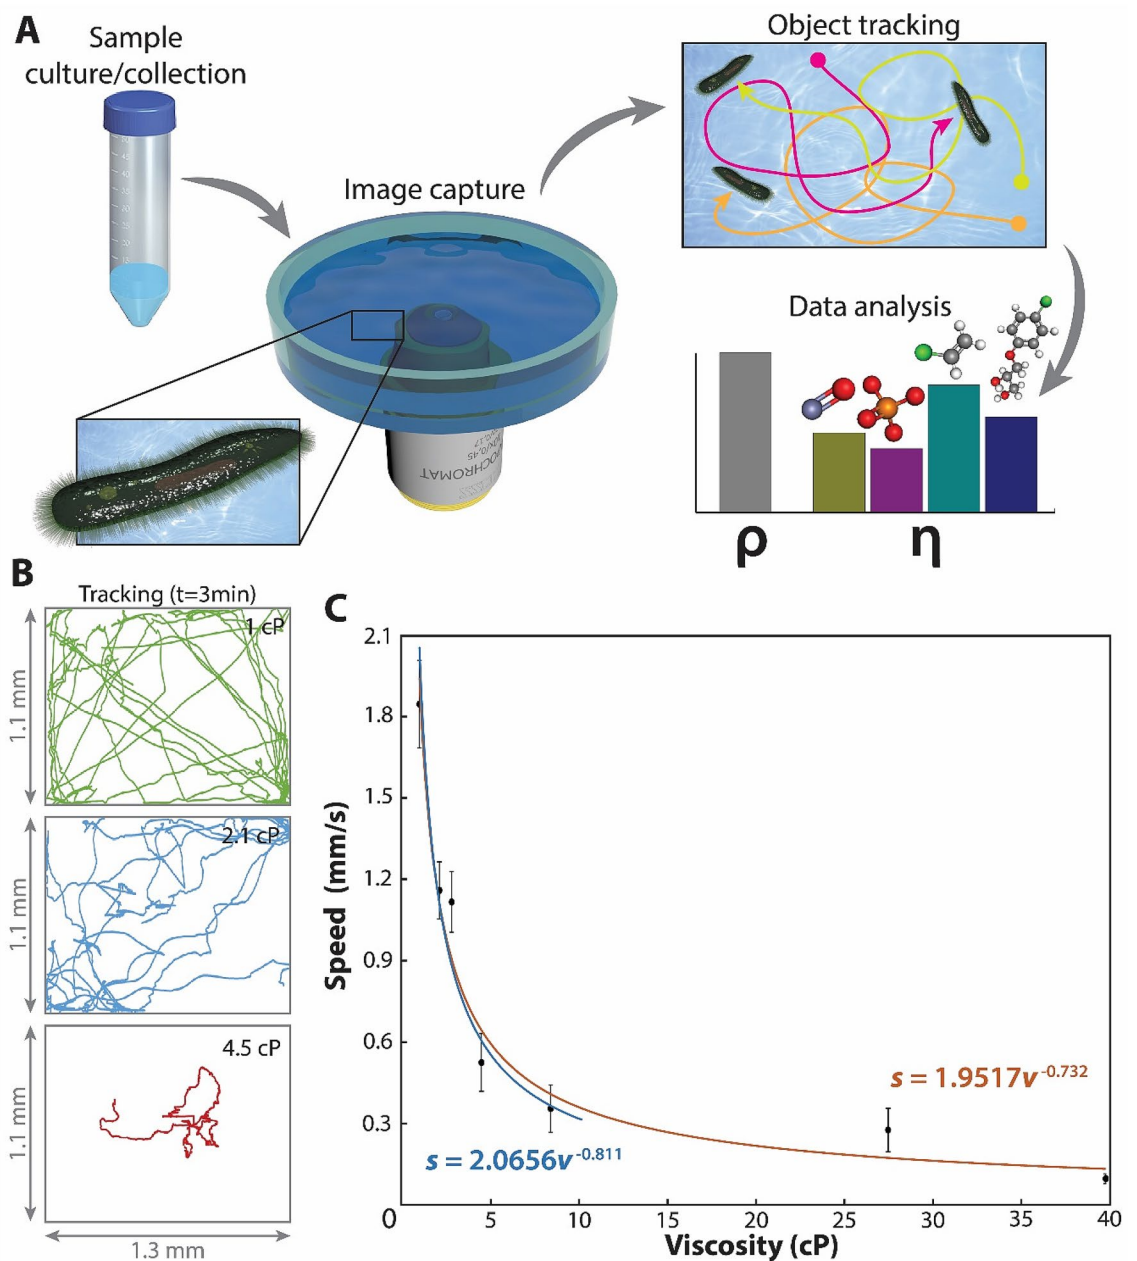 A
Sample
culture/collection
Image capture
Object tracking
Data analysis
ρ
η
B
Tracking (t=3min)
1 cP
1.1 mm
2.1 cP
1.1 mm
4.5 cP
1.1 mm
1.3 mm
C
2.1
1.8
1.5
1.2
0.9
0.6
0.3
0
5
10
15
20
25
30
35
40
Speed (mm/s)
Viscosity (cP)
s = 1.9517v^-0.732
s = 2.0656v^-0.811